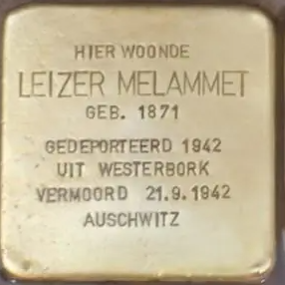 HIER WOONDE
LEIZER MELAMMET
GEB. 1871
GEDEPORTEERD 1942
UIT WESTERBORK
VERMOORD 21.9.1942
AUSCHWITZ